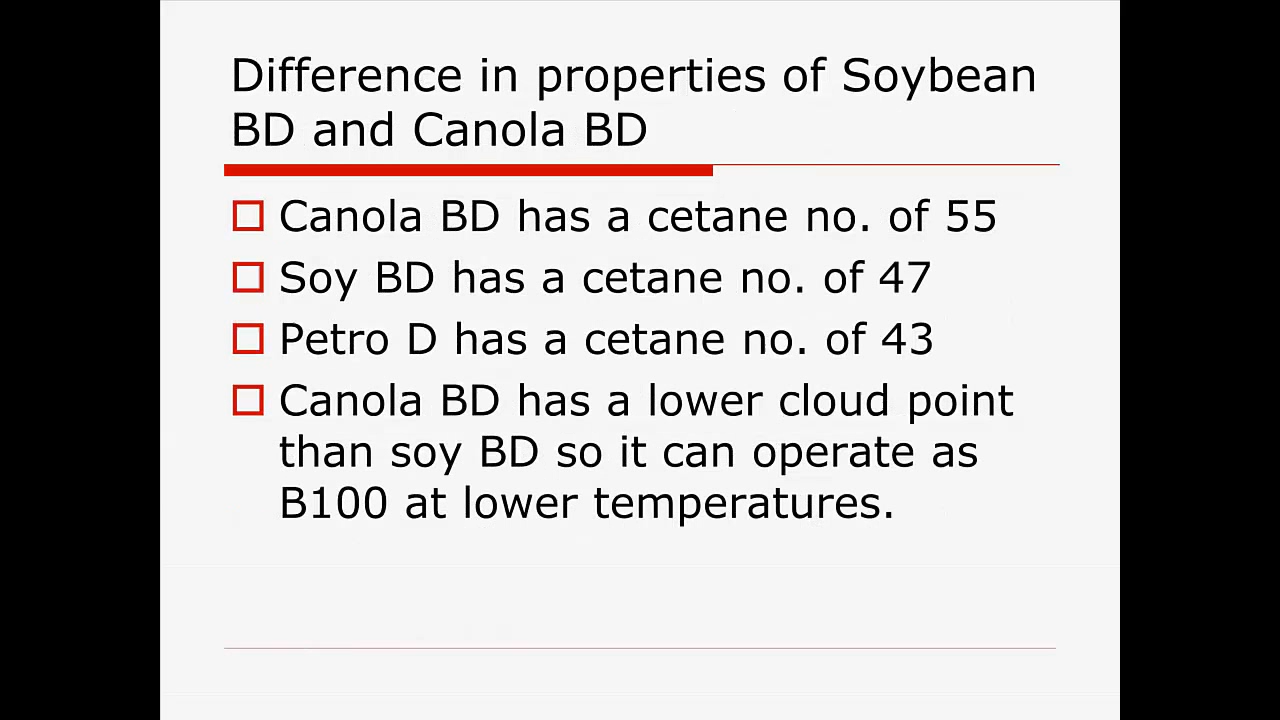 Difference in properties of Soybean
BD and Canola BD
Canola BD has a cetane no. of 55
Soy BD has a cetane no. of 47
Petro D has a cetane no. of 43
Canola BD has a lower cloud point
than soy BD so it can operate as
B100 at lower temperatures.